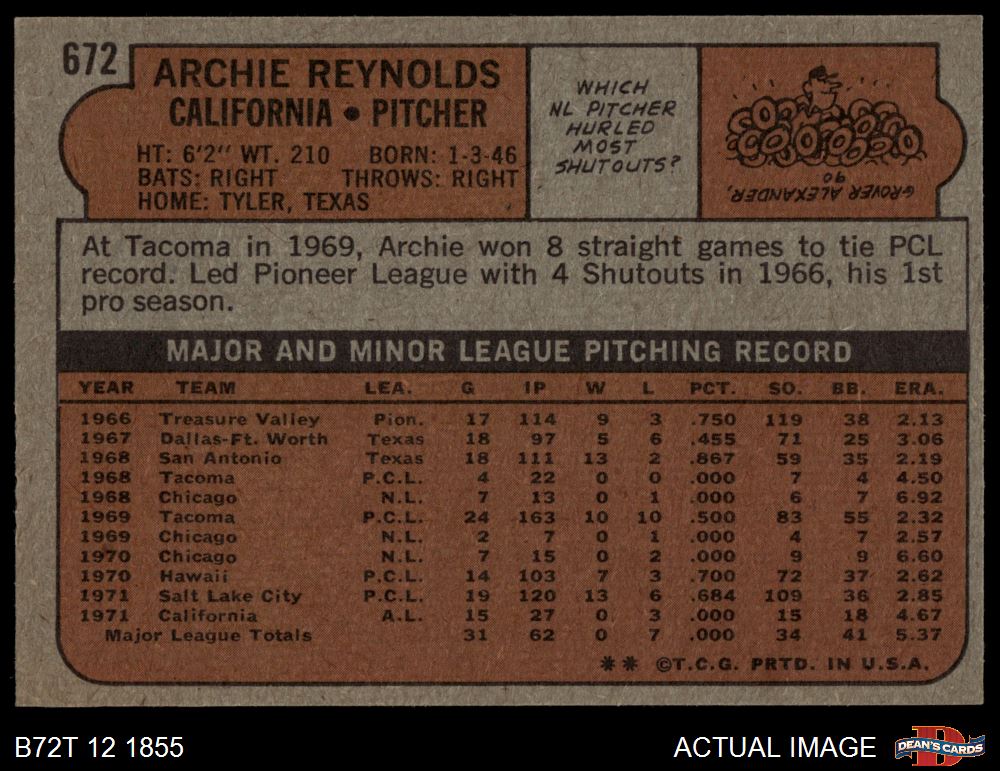 672
ARCHIE REYNOLDS
CALIFORNIA • PITCHER
HT: 6'2" WT. 210 BORN: 1-3-46
BATS: RIGHT THROWS: RIGHT
HOME: TYLER, TEXAS
WHICH
NL PITCHER
HURLED
MOST
SHUTOUTS?
GROVER ALEXANDER,
90
At Tacoma in 1969, Archie won 8 straight games to tie PCL
record. Led Pioneer League with 4 Shutouts in 1966, his 1st
pro season.
MAJOR AND MINOR LEAGUE PITCHING RECORD
YEAR TEAM LEA. G IP W L PCT. SO. BB. ERA.
1966 Treasure Valley Pion. 17 114 9 3 .750 119 38 2.13
1967 Dallas-Ft. Worth Texas 18 97 5 6 .455 71 25 3.06
1968 San Antonio Texas 18 111 13 2 .867 59 35 2.19
1968 Tacoma P.C.L. 4 22 0 0 .000 7 4 4.50
1968 Chicago N.L. 7 13 0 1 .000 6 7 6.92
1969 Tacoma P.C.L. 24 163 10 10 .500 83 55 2.32
1969 Chicago N.L. 2 7 0 1 .000 4 7 2.57
1970 Chicago N.L. 7 15 0 2 .000 9 9 6.60
1970 Hawaii P.C.L. 14 103 7 3 .700 72 37 2.62
1971 Salt Lake City P.C.L. 19 120 13 6 .684 109 36 2.85
1971 California A.L. 15 27 0 3 .000 15 18 4.67
Major League Totals 31 62 0 7 .000 34 41 5.37
** ©T.C.G. PRTD. IN U.S.A.
B72T 12 1855
ACTUAL IMAGE
D
DEAN'S CARDS